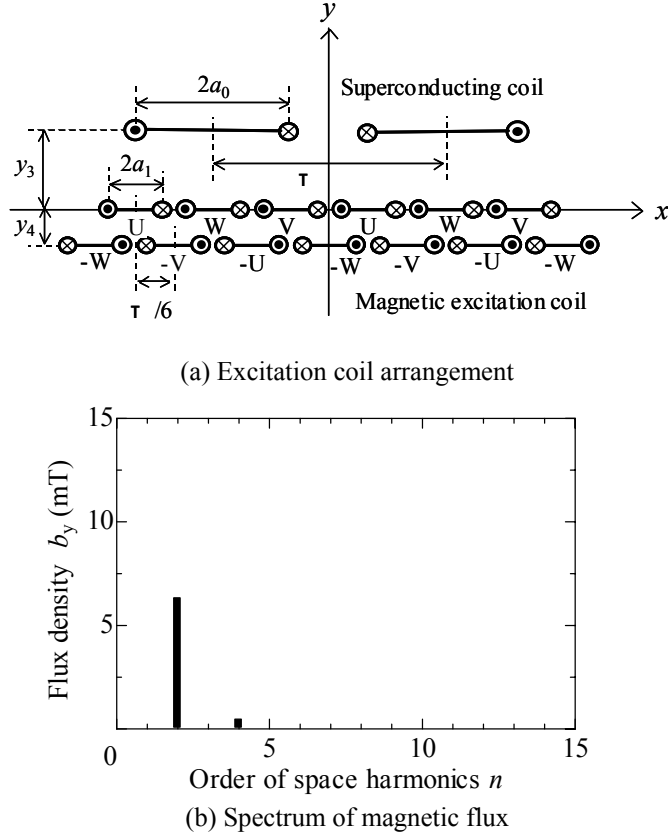 y
2a₀
Superconducting coil
y₃
τ
2a₁
x
U W V U W V
y₄
-W -V -U -W -V -U -W
τ /6
Magnetic excitation coil
(a) Excitation coil arrangement
15
10
5
0 5 10 15
Flux density b_y (mT)
Order of space harmonics n
(b) Spectrum of magnetic flux